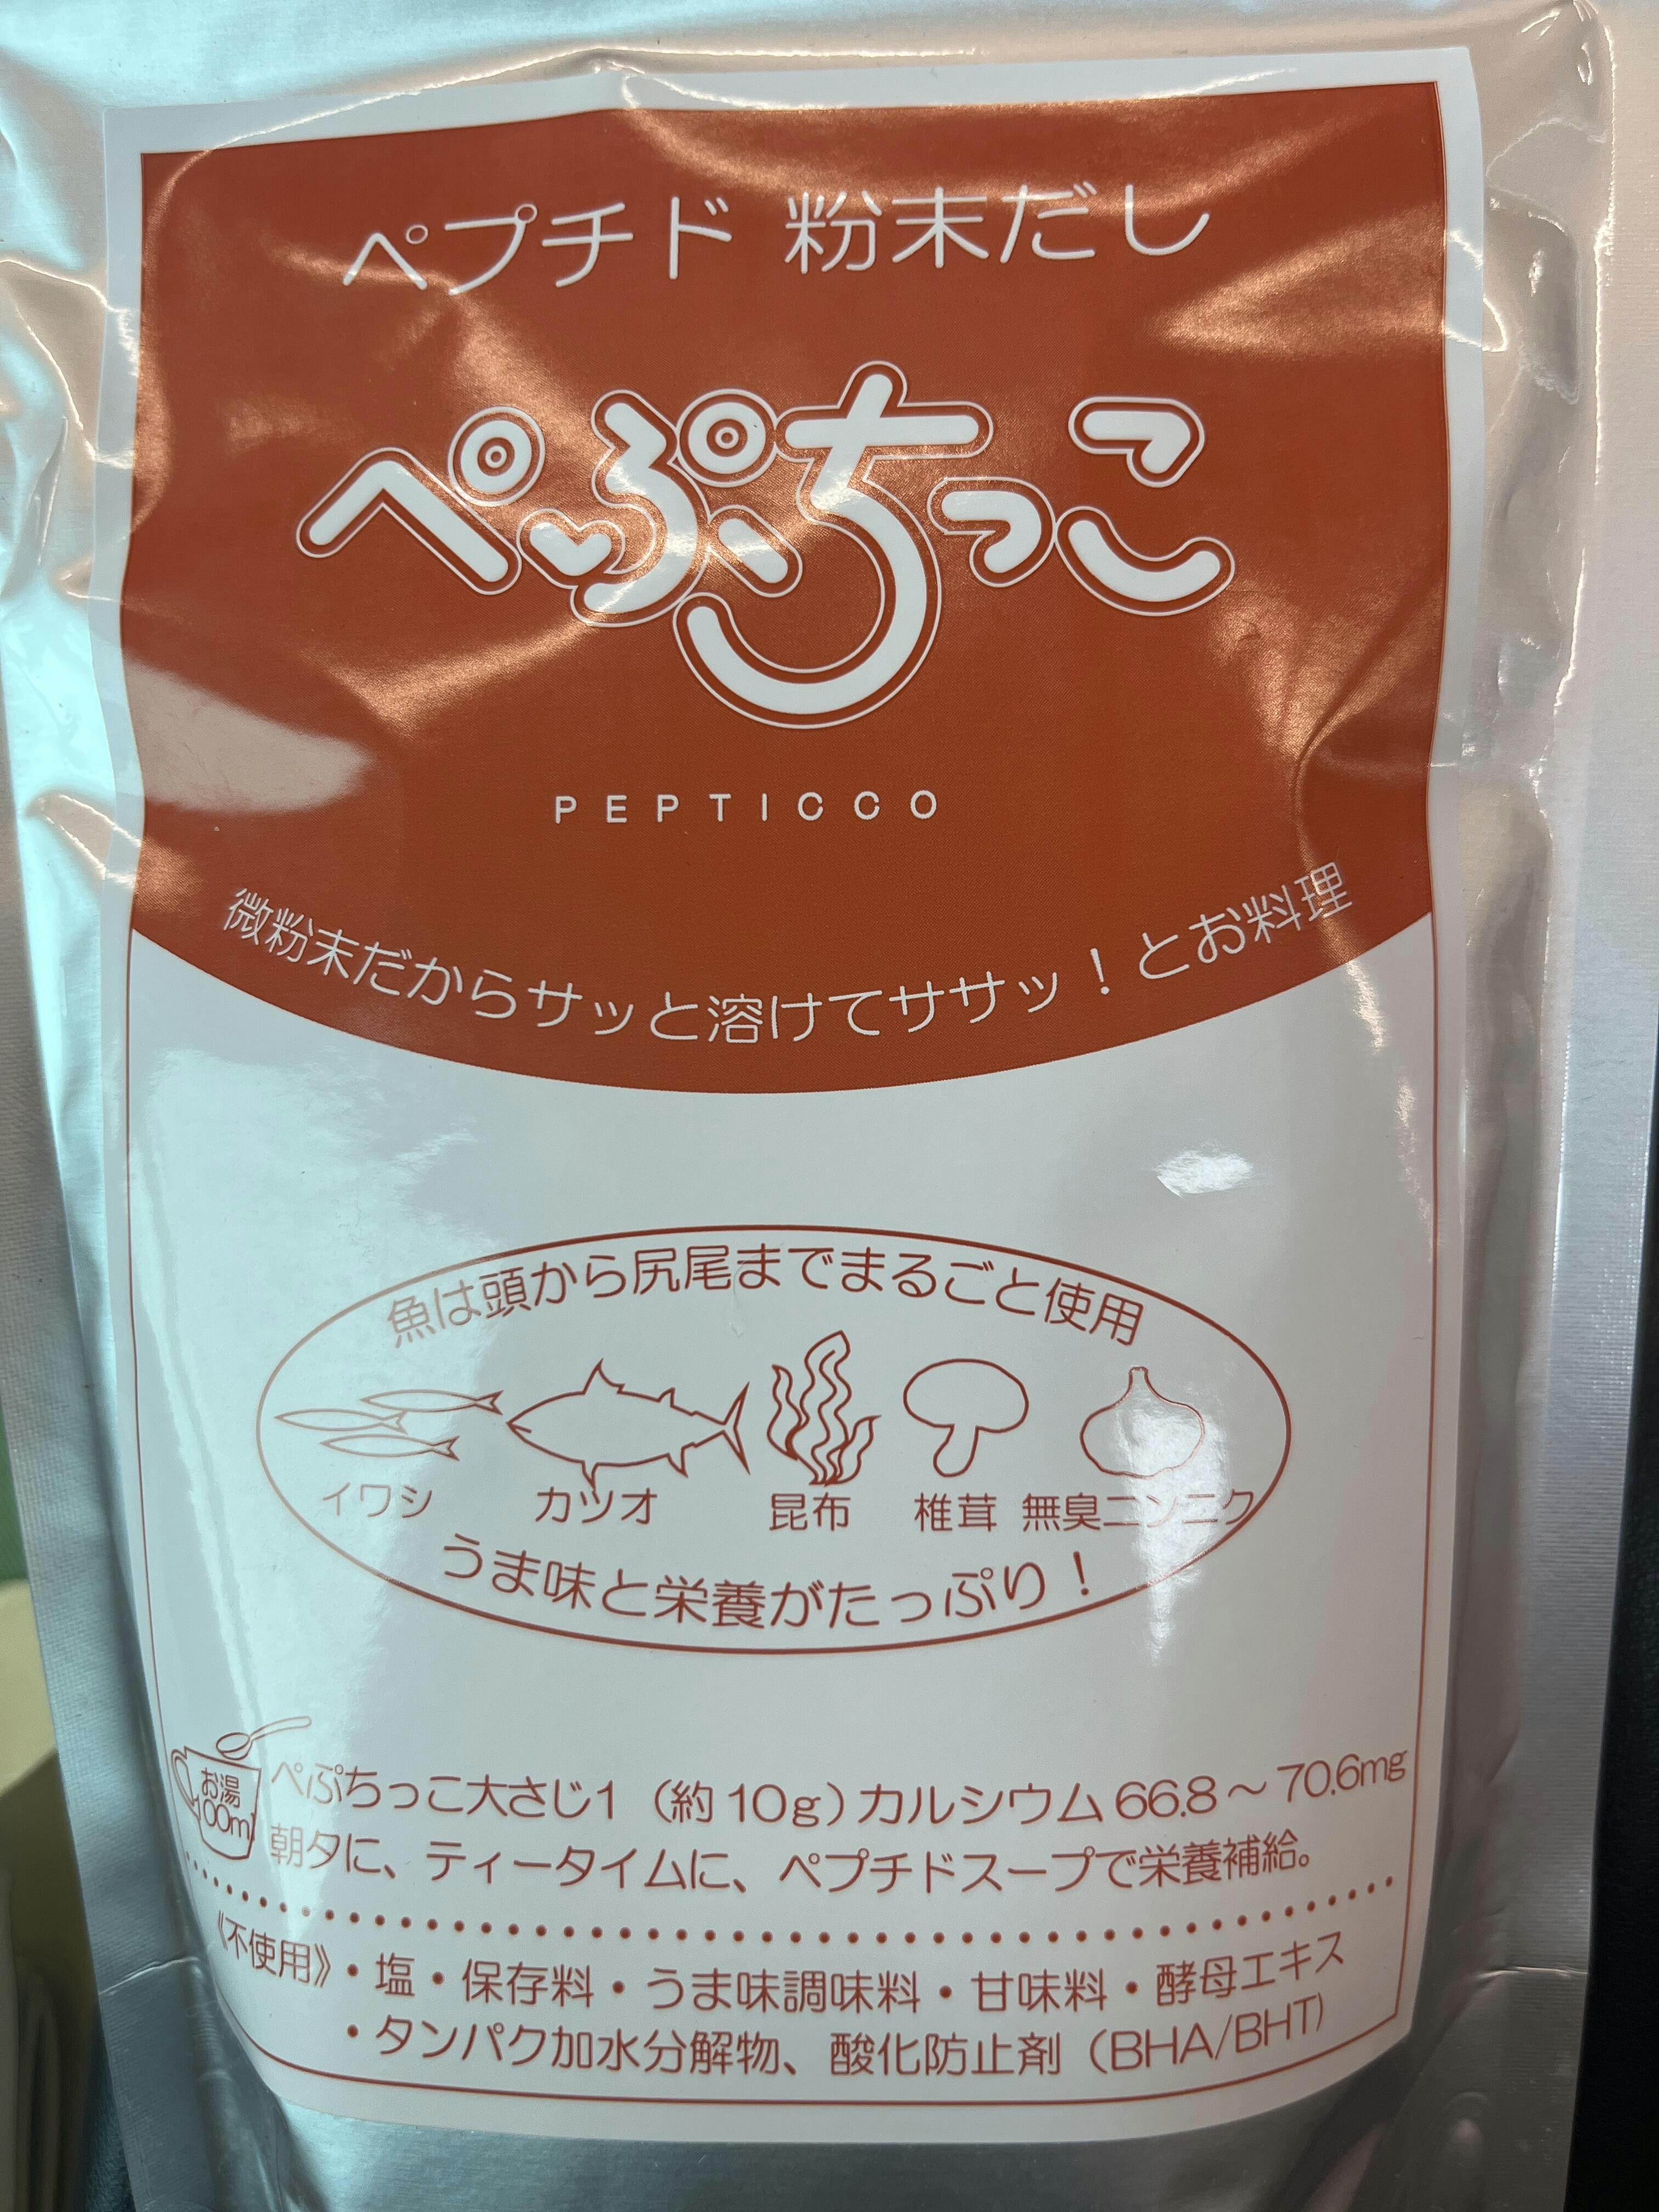 ペプチド 粉末だし
ぺぷちっこ
PEPTICCO
微粉末だからサッと溶けてササッ！とお料理
魚は頭から尻尾までまるごと使用
イワシ カツオ 昆布 椎茸 無臭ニンニク
うま味と栄養がたっぷり！
お湯
100ml
ぺぷちっこ大さじ1（約10g）カルシウム66.8～70.6mg
朝夕に、ティータイムに、ペプチドスープで栄養補給。
《不使用》・塩・保存料・うま味調味料・甘味料・酵母エキス
・タンパク加水分解物、酸化防止剤（BHA/BHT）